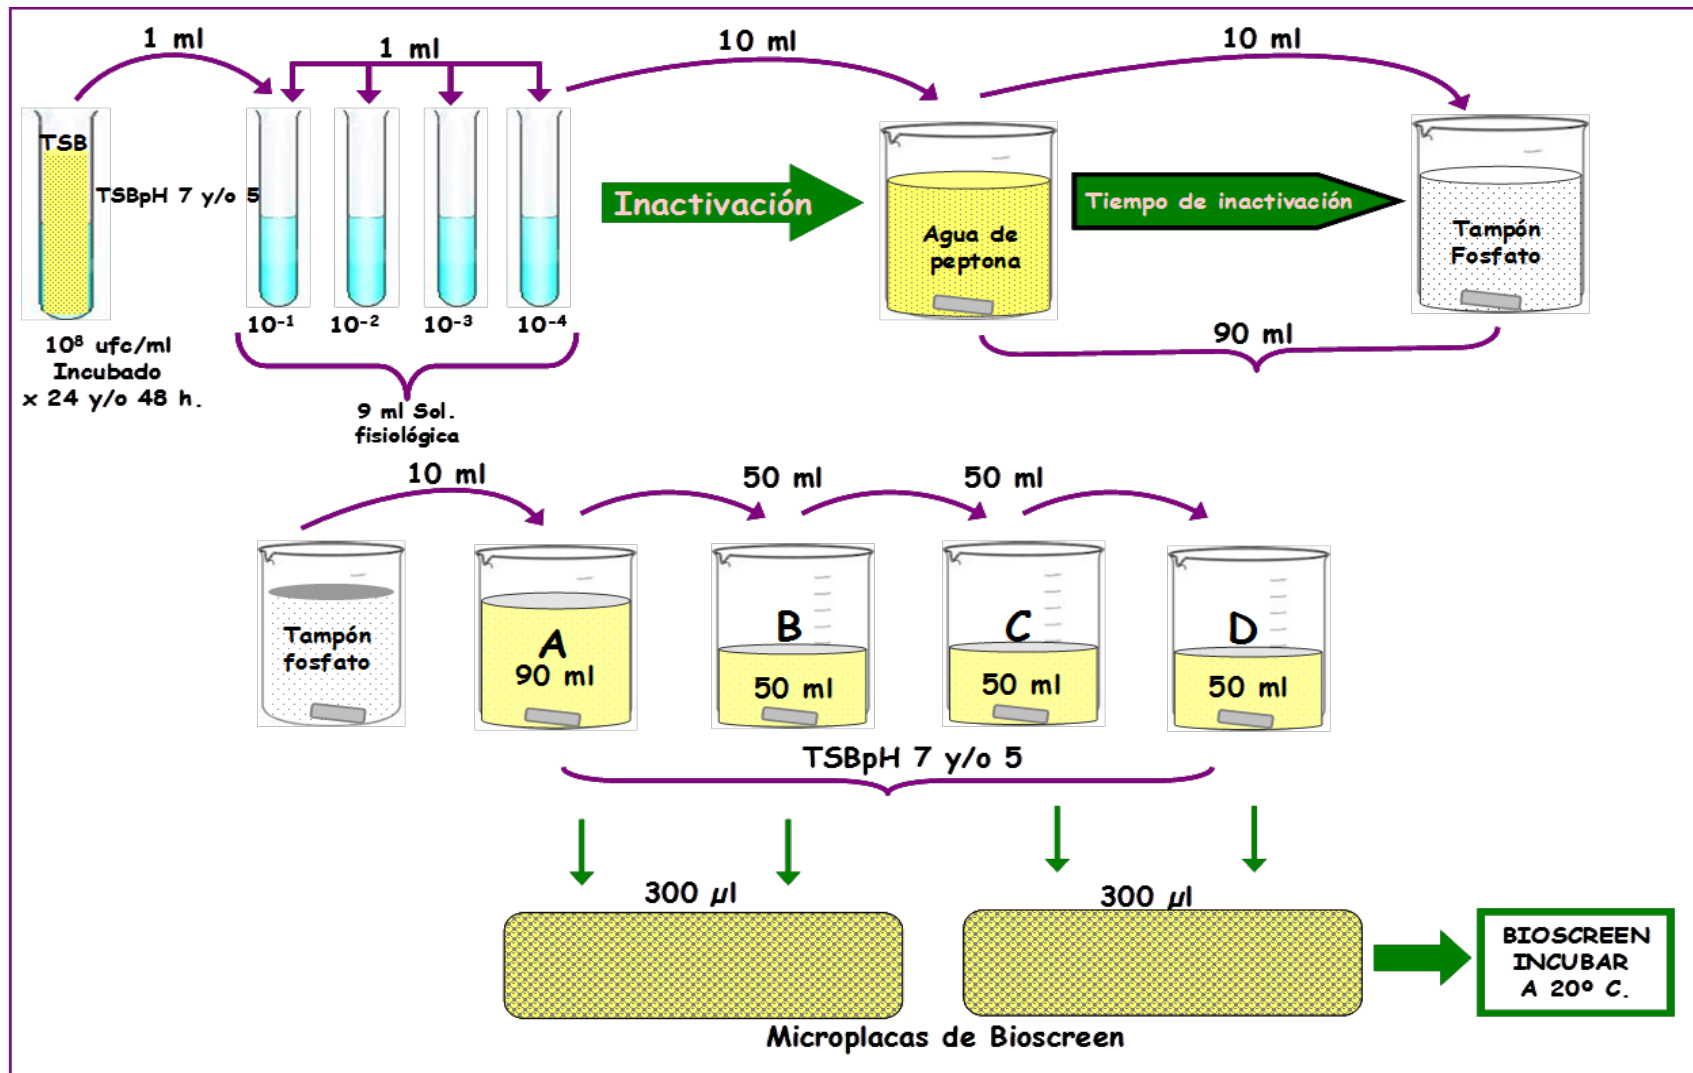 1 ml
1 ml
10 ml
10 ml
TSB
TSBpH 7 y/o 5
Inactivación
Agua de
peptona
Tiempo de inactivación
Tampón
Fosfato
10⁻¹
10⁻²
10⁻³
10⁻⁴
90 ml
10⁸ ufc/ml
Incubado
x 24 y/o 48 h.
9 ml Sol.
fisiológica
10 ml
50 ml
50 ml
Tampón
fosfato
A
90 ml
B
50 ml
C
50 ml
D
50 ml
TSBpH 7 y/o 5
300 µl
300 µl
BIOSCREEN
INCUBAR
A 20º C.
Microplacas de Bioscreen